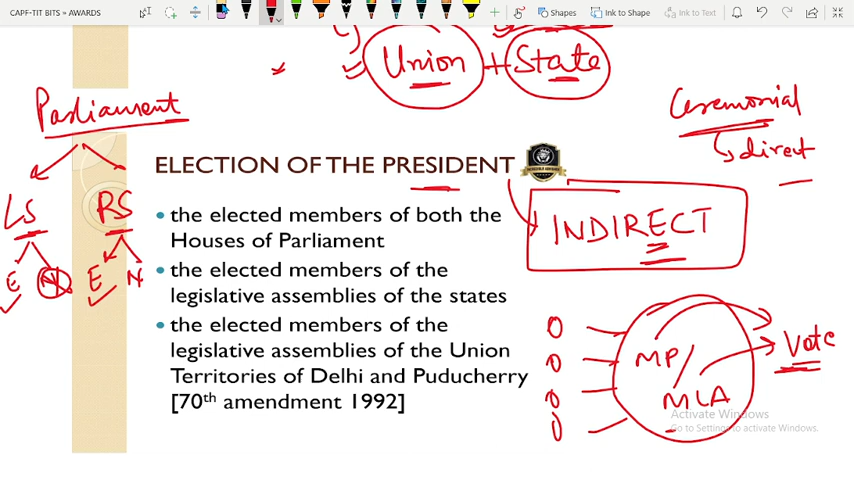 CAPF-TIT BITS » AWARDS
Shapes
Ink to Shape
Ink to Text
Union + State
Parliament
Ceremonial
direct
ELECTION OF THE PRESIDENT
LS
RS
E N E N
INDIRECT
• the elected members of both the
Houses of Parliament
• the elected members of the
legislative assemblies of the states
• the elected members of the
legislative assemblies of the Union
Territories of Delhi and Puducherry
[70th amendment 1992]
MP/
MLA
Vote
Activate Windows
Go to Settings to activate Windows.